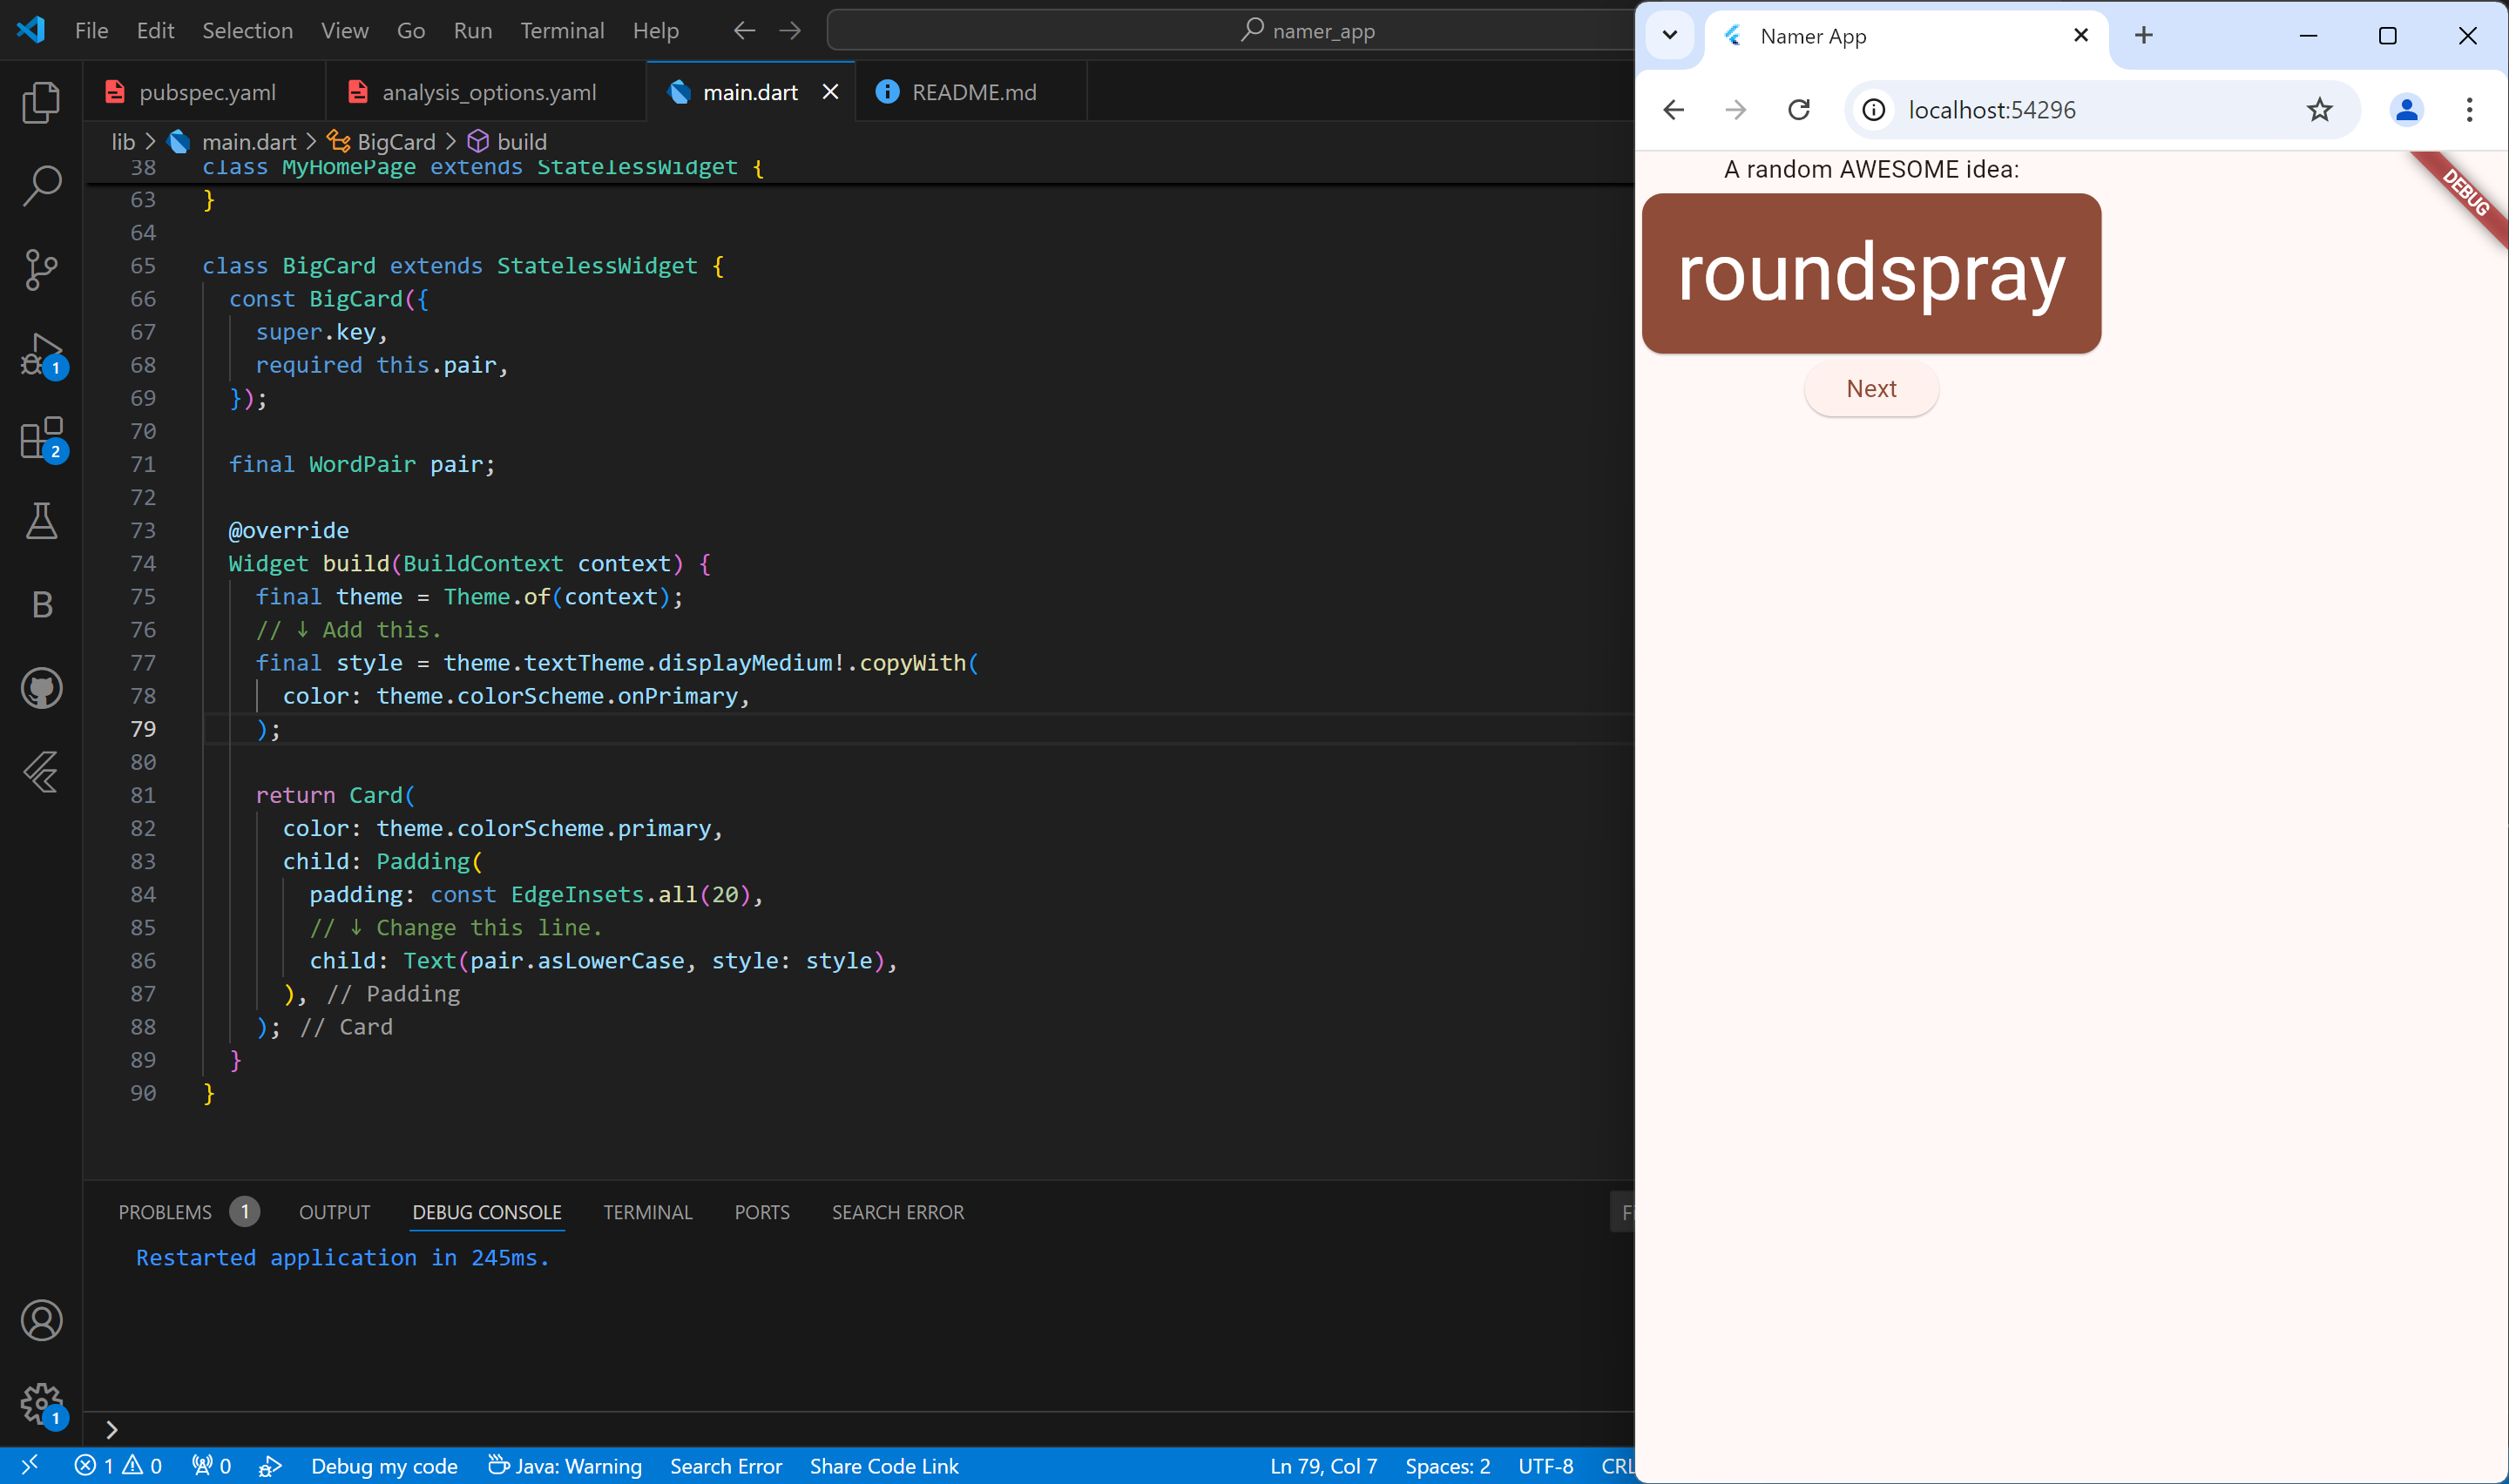 File Edit Selection View Go Run Terminal Help
namer_app
pubspec.yaml
analysis_options.yaml
main.dart
README.md
lib > main.dart > BigCard > build
38 class MyHomePage extends StatelessWidget {
63 }
64
65 class BigCard extends StatelessWidget {
66 const BigCard({
67 super.key,
68 required this.pair,
69 });
70
71 final WordPair pair;
72
73 @override
74 Widget build(BuildContext context) {
75 final theme = Theme.of(context);
76 // ↓ Add this.
77 final style = theme.textTheme.displayMedium!.copyWith(
78 color: theme.colorScheme.onPrimary,
79 );
80
81 return Card(
82 color: theme.colorScheme.primary,
83 child: Padding(
84 padding: const EdgeInsets.all(20),
85 // ↓ Change this line.
86 child: Text(pair.asLowerCase, style: style),
87 ), // Padding
88 ); // Card
89 }
90 }
1
2
B
1
PROBLEMS 1 OUTPUT DEBUG CONSOLE TERMINAL PORTS SEARCH ERROR
Restarted application in 245ms.
>
1 0 0 Debug my code Java: Warning Search Error Share Code Link
Ln 79, Col 7 Spaces: 2 UTF-8
Namer App
localhost:54296
DEBUG
A random AWESOME idea:
roundspray
Next